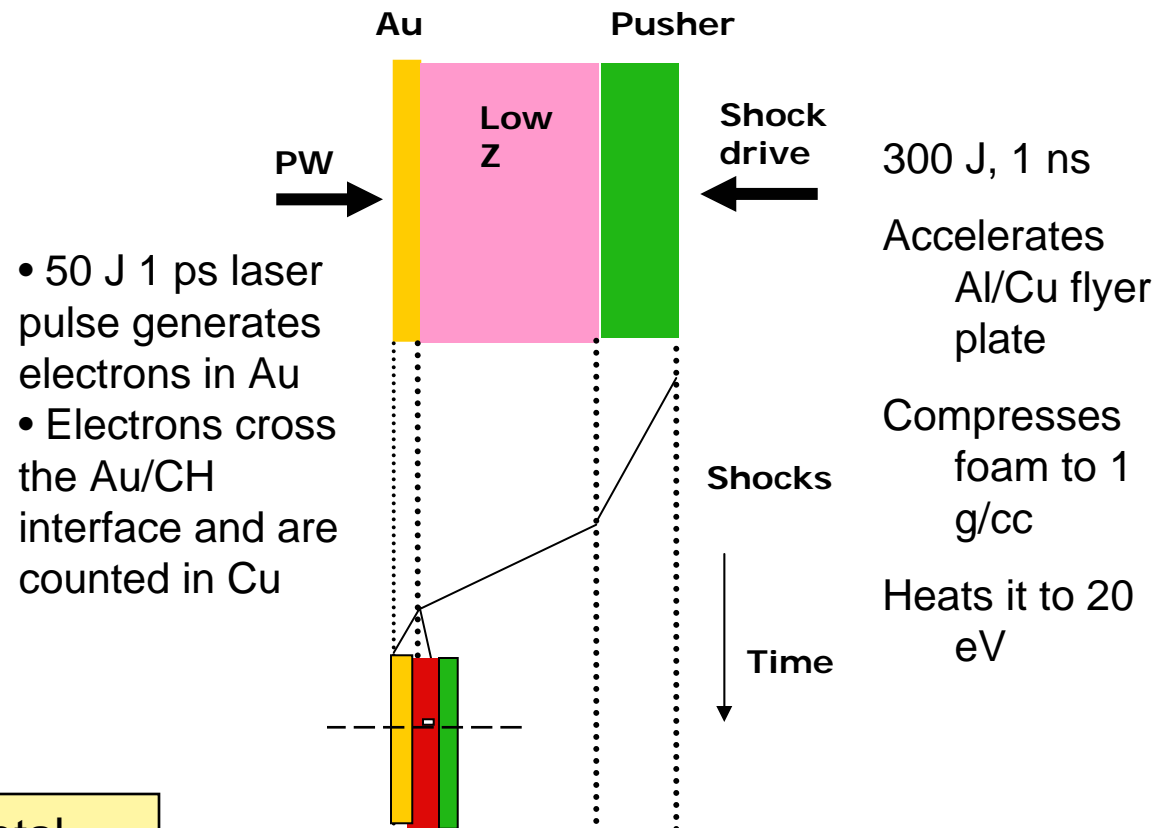 Au
Pusher
Low
Z
PW
Shock
drive
300 J, 1 ns
Accelerates
Al/Cu flyer
plate
Compresses
foam to 1
g/cc
Heats it to 20
eV
• 50 J 1 ps laser
pulse generates
electrons in Au
• Electrons cross
the Au/CH
interface and are
counted in Cu
Shocks
Time